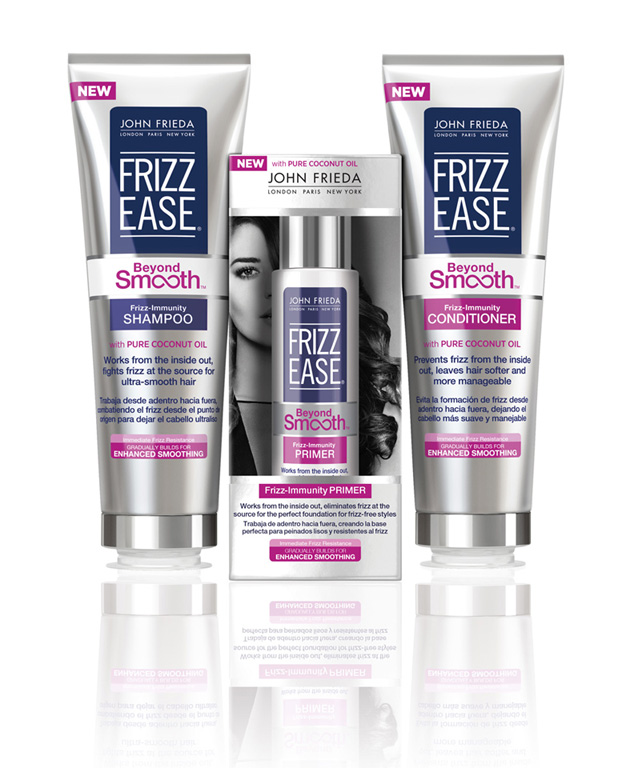 NEW
JOHN FRIEDA
LONDON PARIS NEW YORK
FRIZZ
EASE®
Beyond
Smooth™
Frizz-Immunity
SHAMPOO
with PURE COCONUT OIL
Works from the inside out,
fights frizz at the source for
ultra-smooth hair
Trabaja desde adentro hacia fuera,
combatiendo el frizz desde el punto de
origen para dejar el cabello ultraliso
Immediate Frizz Resistance
GRADUALLY BUILDS FOR
ENHANCED SMOOTHING
NEW with PURE COCONUT OIL
JOHN FRIEDA
LONDON PARIS NEW YORK
JOHN FRIEDA
LONDON PARIS NEW YORK
FRIZZ
EASE®
Beyond
Smooth™
Frizz-Immunity
PRIMER
Works from the inside out,
Frizz-Immunity PRIMER
Works from the inside out, eliminates frizz at the
source for the perfect foundation for frizz-free styles
Trabaja de adentro hacia fuera, creando la base
perfecta para peinados lisos y resistentes al frizz
Immediate Frizz Resistance
GRADUALLY BUILDS FOR
ENHANCED SMOOTHING
NEW
JOHN FRIEDA
LONDON PARIS NEW YORK
FRIZZ
EASE®
Beyond
Smooth™
Frizz-Immunity
CONDITIONER
with PURE COCONUT OIL
Prevents frizz from the inside
out, leaves hair softer and
more manageable
Evita la formación de frizz desde
adentro hacia fuera, dejando el
cabello más suave y manejable
Immediate Frizz Resistance
GRADUALLY BUILDS FOR
ENHANCED SMOOTHING